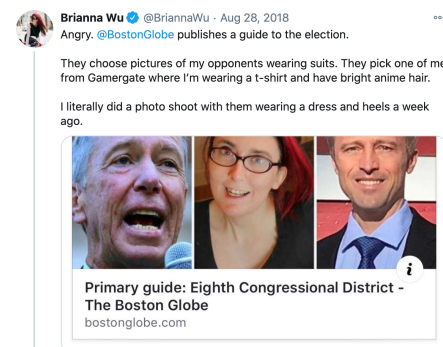 Brianna Wu @BriannaWu · Aug 28, 2018
Angry. @BostonGlobe publishes a guide to the election.
They choose pictures of my opponents wearing suits. They pick one of me
from Gamergate where I'm wearing a t-shirt and have bright anime hair.
I literally did a photo shoot with them wearing a dress and heels a week
ago.
Primary guide: Eighth Congressional District -
The Boston Globe
bostonglobe.com